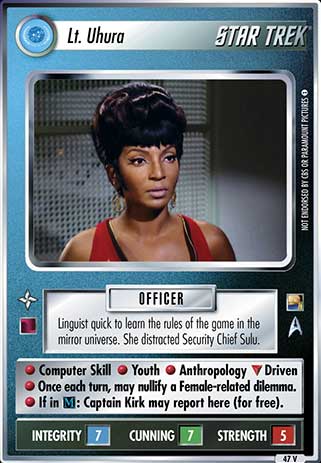 Lt. Uhura
STAR TREK®
NOT ENDORSED BY CBS OR PARAMOUNT PICTURES
OFFICER
Linguist quick to learn the rules of the game in the
mirror universe. She distracted Security Chief Sulu.
Computer Skill Youth Anthropology Driven
Once each turn, may nullify a Female-related dilemma.
If in M: Captain Kirk may report here (for free).
INTEGRITY 7 CUNNING 7 STRENGTH 5
47 V